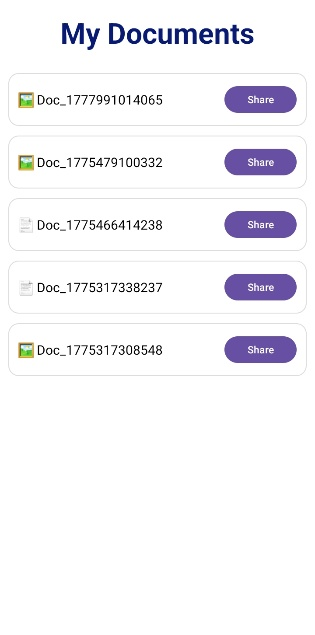 My Documents
Doc_1777991014065 Share
Doc_1775479100332 Share
Doc_1775466414238 Share
Doc_1775317338237 Share
Doc_1775317308548 Share